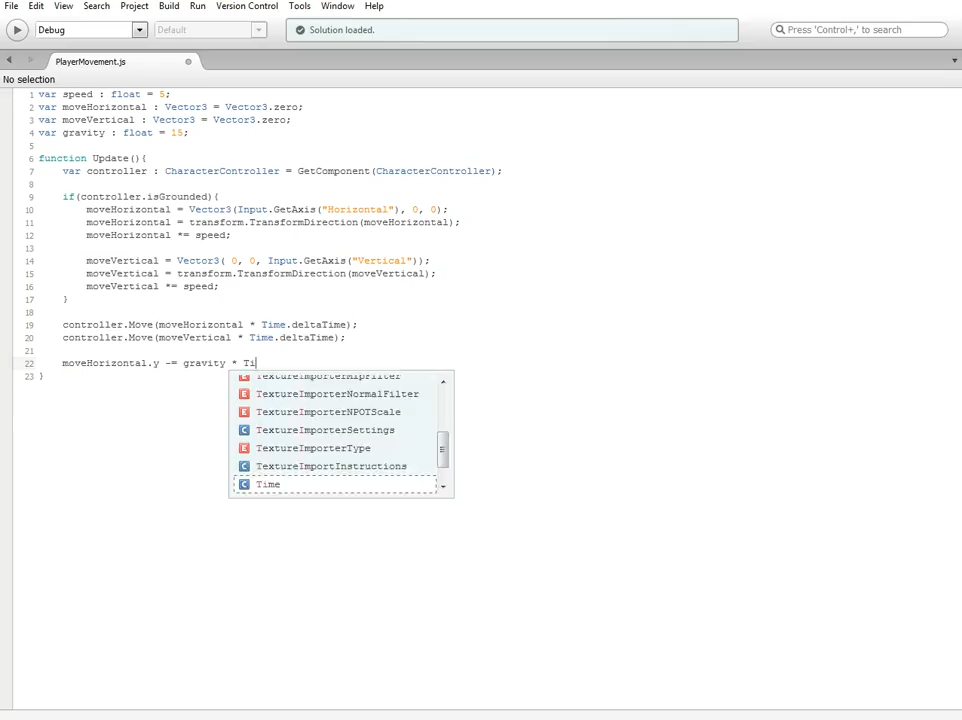 File Edit View Search Project Build Run Version Control Tools Window Help
Debug Default Solution loaded. Press 'Control+,' to search
PlayerMovement.js
No selection
1 var speed : float = 5;
2 var moveHorizontal : Vector3 = Vector3.zero;
3 var moveVertical : Vector3 = Vector3.zero;
4 var gravity : float = 15;
5
6 function Update(){
7 var controller : CharacterController = GetComponent(CharacterController);
8
9 if(controller.isGrounded){
10 moveHorizontal = Vector3(Input.GetAxis("Horizontal"), 0, 0);
11 moveHorizontal = transform.TransformDirection(moveHorizontal);
12 moveHorizontal *= speed;
13
14 moveVertical = Vector3( 0, 0, Input.GetAxis("Vertical"));
15 moveVertical = transform.TransformDirection(moveVertical);
16 moveVertical *= speed;
17 }
18
19 controller.Move(moveHorizontal * Time.deltaTime);
20 controller.Move(moveVertical * Time.deltaTime);
21
22 moveHorizontal.y -= gravity * Ti
23 }
E TextureImporterMipFilter
E TextureImporterNormalFilter
E TextureImporterNPOTScale
C TextureImporterSettings
E TextureImporterType
C TextureImportInstructions
C Time